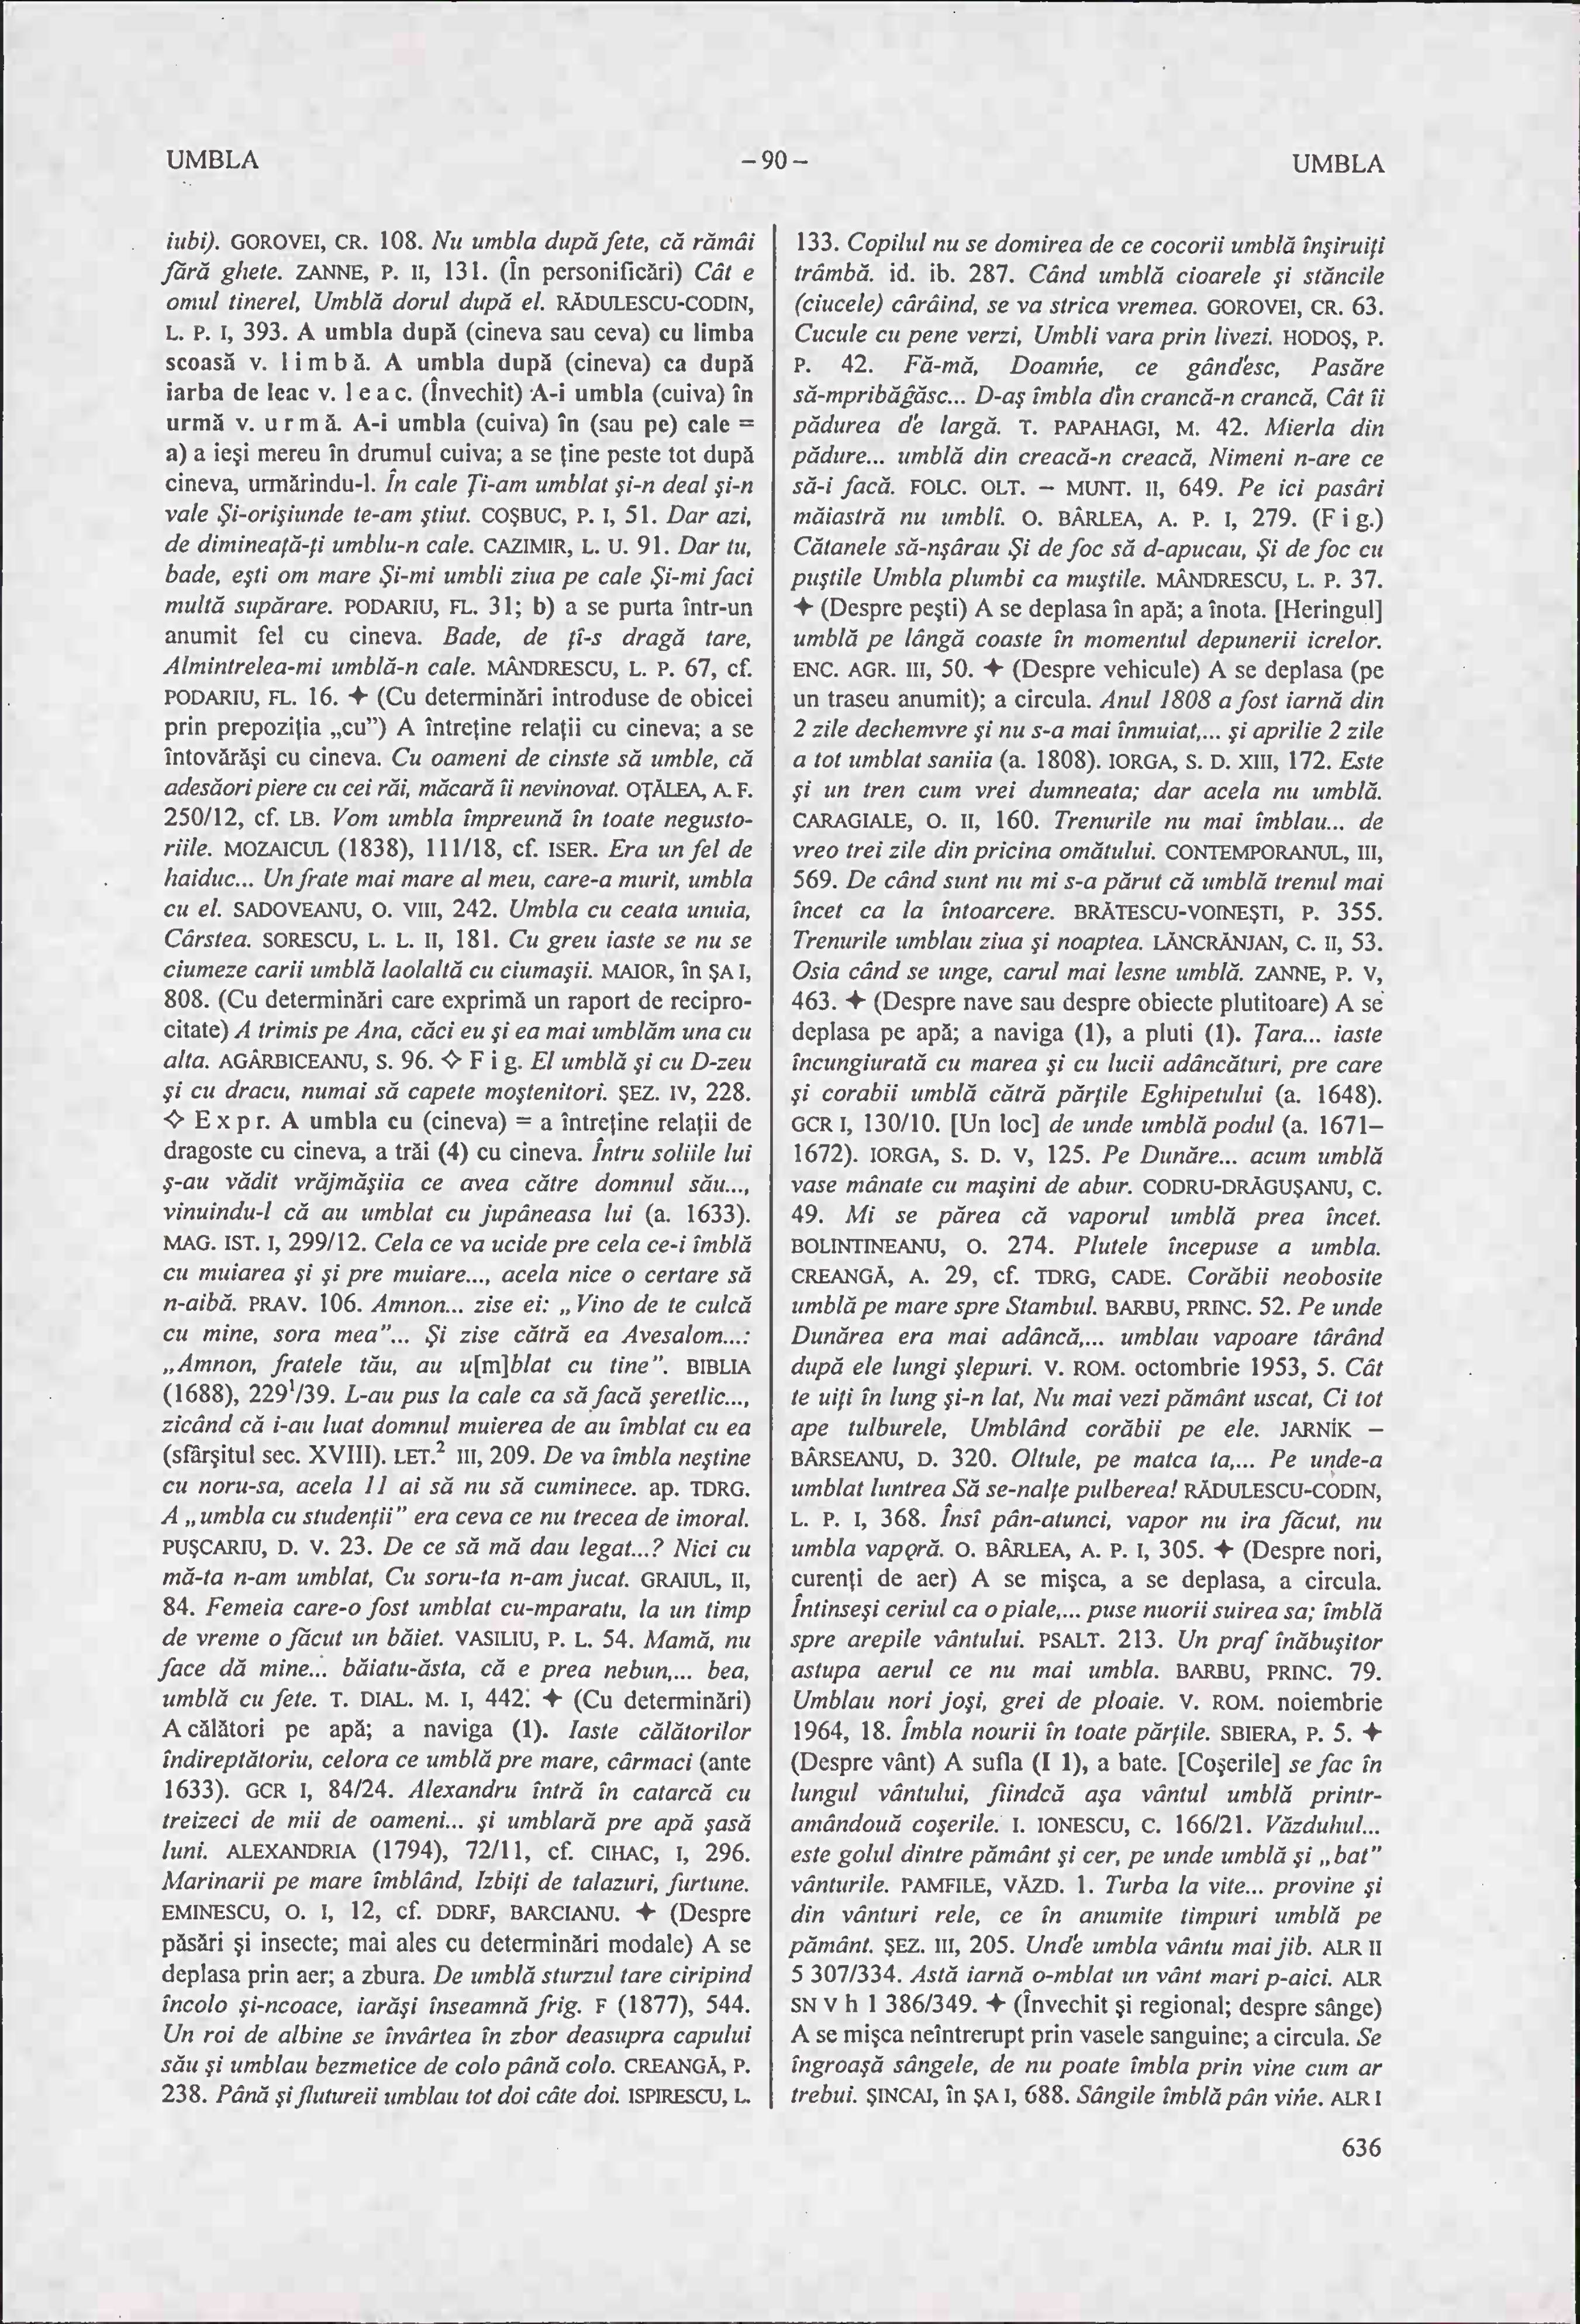 UMBLA
– 90 –
UMBLA
iubi). GOROVEI, CR. 108. Nu umbla după fete, că rămâi
fără ghete. ZANNE, P. II, 131. (În personificări) Cât e
omul tinerel, Umblă dorul după el. RĂDULESCU-CODIN,
L. P. I, 393. A umbla după (cineva sau ceva) cu limba
scoasă v. limbă. A umbla după (cineva) ca după
iarba de leac v. leac. (Învechit) A-i umbla (cuiva) în
urmă v. urmă. A-i umbla (cuiva) în (sau pe) cale =
a) a ieşi mereu în drumul cuiva; a se ţine peste tot după
cineva, urmărindu-l. În cale Ţi-am umblat şi-n deal şi-n
vale Şi-orişiunde te-am ştiut. COŞBUC, P. I, 51. Dar azi,
de dimineaţă-ţi umblu-n cale. CAZIMIR, L. U. 91. Dar tu,
bade, eşti om mare Şi-mi umbli ziua pe cale Şi-mi faci
multă supărare. PODARIU, FL. 31; b) a se purta într-un
anumit fel cu cineva. Bade, de ţî-s dragă tare,
Almintrelea-mi umblă-n cale. MÂNDRESCU, L. P. 67, cf.
PODARIU, FL. 16. ✦ (Cu determinări introduse de obicei
prin prepoziţia „cu”) A întreţine relaţii cu cineva; a se
întovărăşi cu cineva. Cu oameni de cinste să umble, că
adesăori piere cu cei răi, măcară îi nevinovat. OŢĂLEA, A. F.
250/12, cf. LB. Vom umbla împreună în toate negusto-
riile. MOZAICUL (1838), 111/18, cf. ISER. Era un fel de
haiduc... Un frate mai mare al meu, care-a murit, umbla
cu el. SADOVEANU, O. VIII, 242. Umbla cu ceata unuia,
Cârstea. SORESCU, L. L. II, 181. Cu greu iaste se nu se
ciumeze carii umblă laolaltă cu ciumaşii. MAIOR, în ŞA I,
808. (Cu determinări care exprimă un raport de recipro-
citate) A trimis pe Ana, căci eu şi ea mai umblăm una cu
alta. AGÂRBICEANU, S. 96. ✧ Fig. El umblă şi cu D-zeu
şi cu dracu, numai să capete moştenitori. ŞEZ. IV, 228.
✧ Expr. A umbla cu (cineva) = a întreţine relaţii de
dragoste cu cineva, a trăi (4) cu cineva. Întru soliile lui
ş-au vădit vrăjmăşiia ce avea către domnul său...,
vinuindu-l că au umblat cu jupâneasa lui (a. 1633).
MAG. IST. I, 299/12. Cela ce va ucide pre cela ce-i îmblă
cu muiarea şi şi pre muiare..., acela nice o certare să
n-aibă. PRAV. 106. Amnon... zise ei: „Vino de te culcă
cu mine, sora mea”... Şi zise cătră ea Avesalom...:
„Amnon, fratele tău, au u[m]blat cu tine”. BIBLIA
(1688), 229¹/39. L-au pus la cale ca să facă şeretlic...,
zicând că i-au luat domnul muierea de au îmblat cu ea
(sfârşitul sec. XVIII). LET.² III, 209. De va îmbla neştine
cu noru-sa, acela 11 ai să nu să cuminece. ap. TDRG.
A „umbla cu studenţii” era ceva ce nu trecea de imoral.
PUŞCARIU, D. V. 23. De ce să mă dau legat...? Nici cu
mă-ta n-am umblat, Cu soru-ta n-am jucat. GRAIUL, II,
84. Femeia care-o fost umblat cu-mparatu, la un timp
de vreme o făcut un băiet. VASILIU, P. L. 54. Mamă, nu
face dă mine... băiatu-ăsta, că e prea nebun,... bea,
umblă cu fete. T. DIAL. M. I, 442. ✦ (Cu determinări)
A călători pe apă; a naviga (1). Iaste călătorilor
îndireptătoriu, celora ce umblă pre mare, cârmaci (ante
1633). GCR I, 84/24. Alexandru întră în catarcă cu
treizeci de mii de oameni... şi umblară pre apă şasă
luni. ALEXANDRIA (1794), 72/11, cf. CIHAC, I, 296.
Marinarii pe mare îmblând, Izbiţi de talazuri, furtune.
EMINESCU, O. I, 12, cf. DDRF, BARCIANU. ✦ (Despre
păsări şi insecte; mai ales cu determinări modale) A se
deplasa prin aer; a zbura. De umblă sturzul tare ciripind
încolo şi-ncoace, iarăşi înseamnă frig. F (1877), 544.
Un roi de albine se învârtea în zbor deasupra capului
său şi umblau bezmetice de colo până colo. CREANGĂ, P.
238. Până şi flutureii umblau tot doi câte doi. ISPIRESCU, L.
133. Copilul nu se domirea de ce cocorii umblă înşiruiţi
trâmbă. id. ib. 287. Când umblă cioarele şi stăncile
(ciucele) cârâind, se va strica vremea. GOROVEI, CR. 63.
Cucule cu pene verzi, Umbli vara prin livezi. HODOŞ, P.
P. 42. Fă-mă, Doamńe, ce gând'esc, Pasăre
să-mpribăgăsc... D-aş îmbla dîn crancă-n crancă, Cât îi
pădurea d'e largă. T. PAPAHAGI, M. 42. Mierla din
pădure... umblă din creacă-n creacă, Nimeni n-are ce
să-i facă. FOLC. OLT. – MUNT. II, 649. Pe ici pasâri
măiastră nu umblî. O. BÂRLEA, A. P. I, 279. (Fig.)
Cătanele să-nşârau Şi de foc să d-apucau, Şi de foc cu
puştile Umbla plumbi ca muştile. MÂNDRESCU, L. P. 37.
✦ (Despre peşti) A se deplasa în apă; a înota. [Heringul]
umblă pe lângă coaste în momentul depunerii icrelor.
ENC. AGR. III, 50. ✦ (Despre vehicule) A se deplasa (pe
un traseu anumit); a circula. Anul 1808 a fost iarnă din
2 zile dechemvre şi nu s-a mai înmuiat,... şi aprilie 2 zile
a tot umblat saniia (a. 1808). IORGA, S. D. XIII, 172. Este
şi un tren cum vrei dumneata; dar acela nu umblă.
CARAGIALE, O. II, 160. Trenurile nu mai îmblau... de
vreo trei zile din pricina omătului. CONTEMPORANUL, III,
569. De când sunt nu mi s-a părut că umblă trenul mai
încet ca la întoarcere. BRĂTESCU-VOINEŞTI, P. 355.
Trenurile umblau ziua şi noaptea. LĂNCRĂNJAN, C. II, 53.
Osia când se unge, carul mai lesne umblă. ZANNE, P. V,
463. ✦ (Despre nave sau despre obiecte plutitoare) A se
deplasa pe apă; a naviga (1), a pluti (1). Ţara... iaste
încungiurată cu marea şi cu lucii adâncături, pre care
şi corabii umblă cătră părţile Eghipetului (a. 1648).
GCR I, 130/10. [Un loc] de unde umblă podul (a. 1671–
1672). IORGA, S. D. V, 125. Pe Dunăre... acum umblă
vase mânate cu maşini de abur. CODRU-DRĂGUŞANU, C.
49. Mi se părea că vaporul umblă prea încet.
BOLINTINEANU, O. 274. Plutele începuse a umbla.
CREANGĂ, A. 29, cf. TDRG, CADE. Corăbii neobosite
umblă pe mare spre Stambul. BARBU, PRINC. 52. Pe unde
Dunărea era mai adâncă,... umblau vapoare târând
după ele lungi şlepuri. V. ROM. octombrie 1953, 5. Cât
te uiţi în lung şi-n lat, Nu mai vezi pământ uscat, Ci tot
ape tulburele, Umblând corăbii pe ele. JARNÍK –
BÂRSEANU, D. 320. Oltule, pe matca ta,... Pe unde-a
umblat luntrea Să se-nalţe pulberea! RĂDULESCU-CODIN,
L. P. I, 368. Însî pân-atunci, vapor nu ira făcut, nu
umbla vapọră. O. BÂRLEA, A. P. I, 305. ✦ (Despre nori,
curenţi de aer) A se mişca, a se deplasa, a circula.
Întinseşi ceriul ca o piale,... puse nuorii suirea sa; îmblă
spre arepile vântului. PSALT. 213. Un praf înăbuşitor
astupa aerul ce nu mai umbla. BARBU, PRINC. 79.
Umblau nori joşi, grei de ploaie. V. ROM. noiembrie
1964, 18. Îmbla nourii în toate părţile. SBIERA, P. 5. ✦
(Despre vânt) A sufla (I 1), a bate. [Coşerile] se fac în
lungul vântului, fiindcă aşa vântul umblă printr-
amândouă coşerile. I. IONESCU, C. 166/21. Văzduhul...
este golul dintre pământ şi cer, pe unde umblă şi „bat”
vânturile. PAMFILE, VĂZD. 1. Turba la vite... provine şi
din vânturi rele, ce în anumite timpuri umblă pe
pământ. ŞEZ. III, 205. Und'e umbla vântu mai jib. ALR II
5 307/334. Astă iarnă o-mblat un vânt mari p-aici. ALR
SN V h 1 386/349. ✦ (Învechit şi regional; despre sânge)
A se mişca neîntrerupt prin vasele sanguine; a circula. Se
îngroaşă sângele, de nu poate îmbla prin vine cum ar
trebui. ŞINCAI, în ŞA I, 688. Sângile îmblă pân vińe. ALR I
636